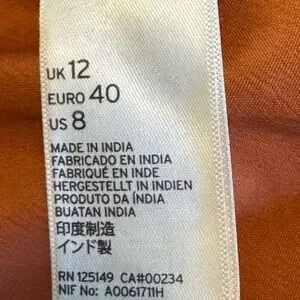 UK 12
EURO 40
US 8
MADE IN INDIA
FABRICADO EN INDIA
FABRIQUÉ EN INDE
HERGESTELLT IN INDIEN
PRODUTO DA ÍNDIA
BUATAN INDIA
印度制造
インド製
RN 125149 CA#00234
NIF No: A0061711H